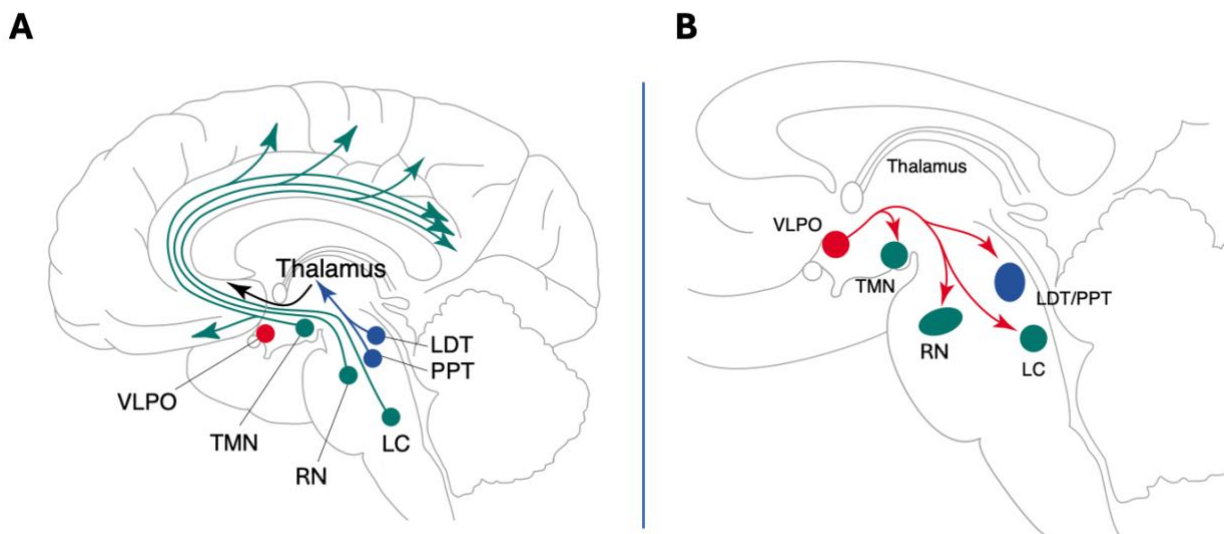 A
Thalamus
LDT
PPT
VLPO
TMN
LC
RN
B
Thalamus
VLPO
TMN
LDT/PPT
RN
LC